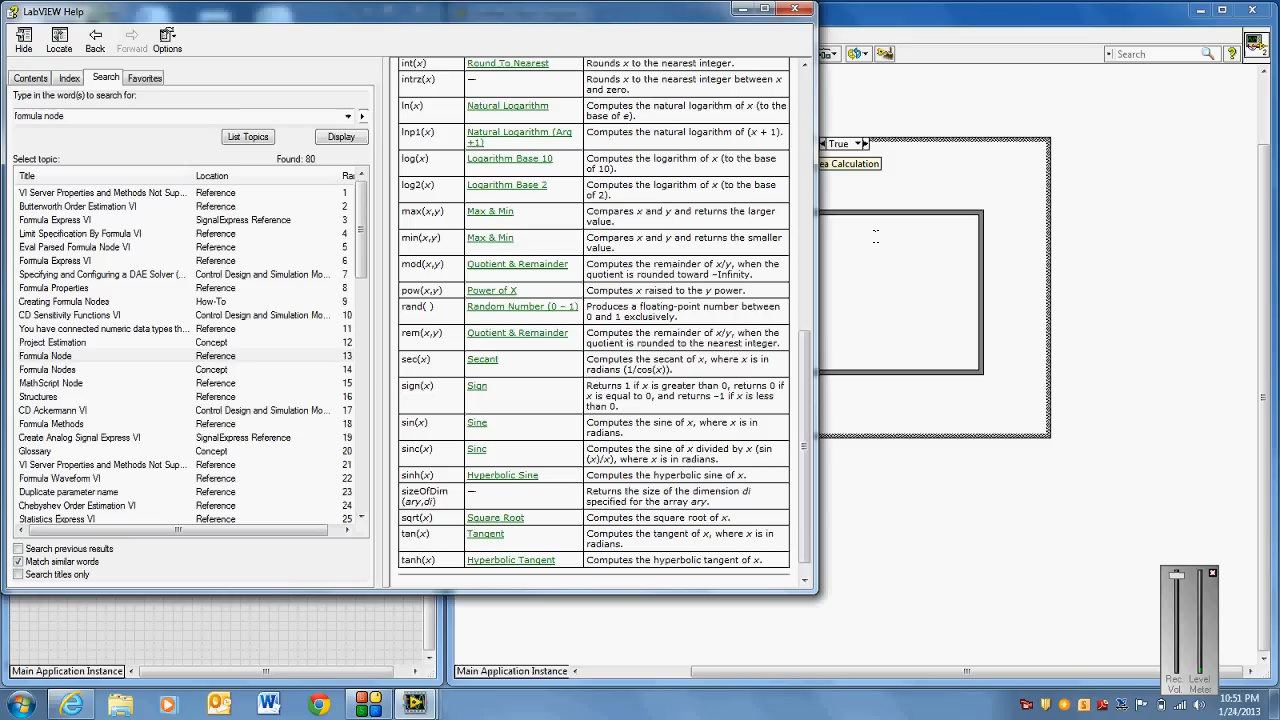 LabVIEW Help
Hide
Locate
Back
Forward
Options
Contents
Index
Search
Favorites
Type in the word(s) to search for:
formula node
List Topics
Display
Select topic:
Found: 80
Title Location Ra
VI Server Properties and Methods Not Sup... Reference 1
Butterworth Order Estimation VI Reference 2
Formula Express VI SignalExpress Reference 3
Limit Specification By Formula VI Reference 4
Eval Parsed Formula Node VI Reference 5
Formula Express VI Reference 6
Specifying and Configuring a DAE Solver (... Control Design and Simulation Mo... 7
Formula Properties Reference 8
Creating Formula Nodes How-To 9
CD Sensitivity Functions VI Control Design and Simulation Mo... 10
You have connected numeric data types th... Reference 11
Project Estimation Concept 12
Formula Node Reference 13
Formula Nodes Concept 14
MathScript Node Reference 15
Structures Reference 16
CD Ackermann VI Control Design and Simulation Mo... 17
Formula Methods Reference 18
Create Analog Signal Express VI SignalExpress Reference 19
Glossary Concept 20
VI Server Properties and Methods Not Sup... Reference 21
Formula Waveform VI Reference 22
Duplicate parameter name Reference 23
Chebyshev Order Estimation VI Reference 24
Statistics Express VI Reference 25
Search previous results
Match similar words
Search titles only
int(x) Round To Nearest Rounds x to the nearest integer.
intrz(x) — Rounds x to the nearest integer between x
and zero.
ln(x) Natural Logarithm Computes the natural logarithm of x (to the
base of e).
lnp1(x) Natural Logarithm (Arg Computes the natural logarithm of (x + 1).
+1)
log(x) Logarithm Base 10 Computes the logarithm of x (to the base
of 10).
log2(x) Logarithm Base 2 Computes the logarithm of x (to the base
of 2).
max(x,y) Max & Min Compares x and y and returns the larger
value.
min(x,y) Max & Min Compares x and y and returns the smaller
value.
mod(x,y) Quotient & Remainder Computes the remainder of x/y, when the
quotient is rounded toward –Infinity.
pow(x,y) Power of X Computes x raised to the y power.
rand( ) Random Number (0 – 1) Produces a floating-point number between
0 and 1 exclusively.
rem(x,y) Quotient & Remainder Computes the remainder of x/y, when the
quotient is rounded to the nearest integer.
sec(x) Secant Computes the secant of x, where x is in
radians (1/cos(x)).
sign(x) Sign Returns 1 if x is greater than 0, returns 0 if
x is equal to 0, and returns –1 if x is less
than 0.
sin(x) Sine Computes the sine of x, where x is in
radians.
sinc(x) Sinc Computes the sine of x divided by x (sin
(x)/x), where x is in radians.
sinh(x) Hyperbolic Sine Computes the hyperbolic sine of x.
sizeOfDim — Returns the size of the dimension di
(ary,di) specified for the array ary.
sqrt(x) Square Root Computes the square root of x.
tan(x) Tangent Computes the tangent of x, where x is in
radians.
tanh(x) Hyperbolic Tangent Computes the hyperbolic tangent of x.
Search
2
True
ea Calculation
Main Application Instance
Main Application Instance
Rec. Level
Vol. Meter
10:51 PM
1/24/2013